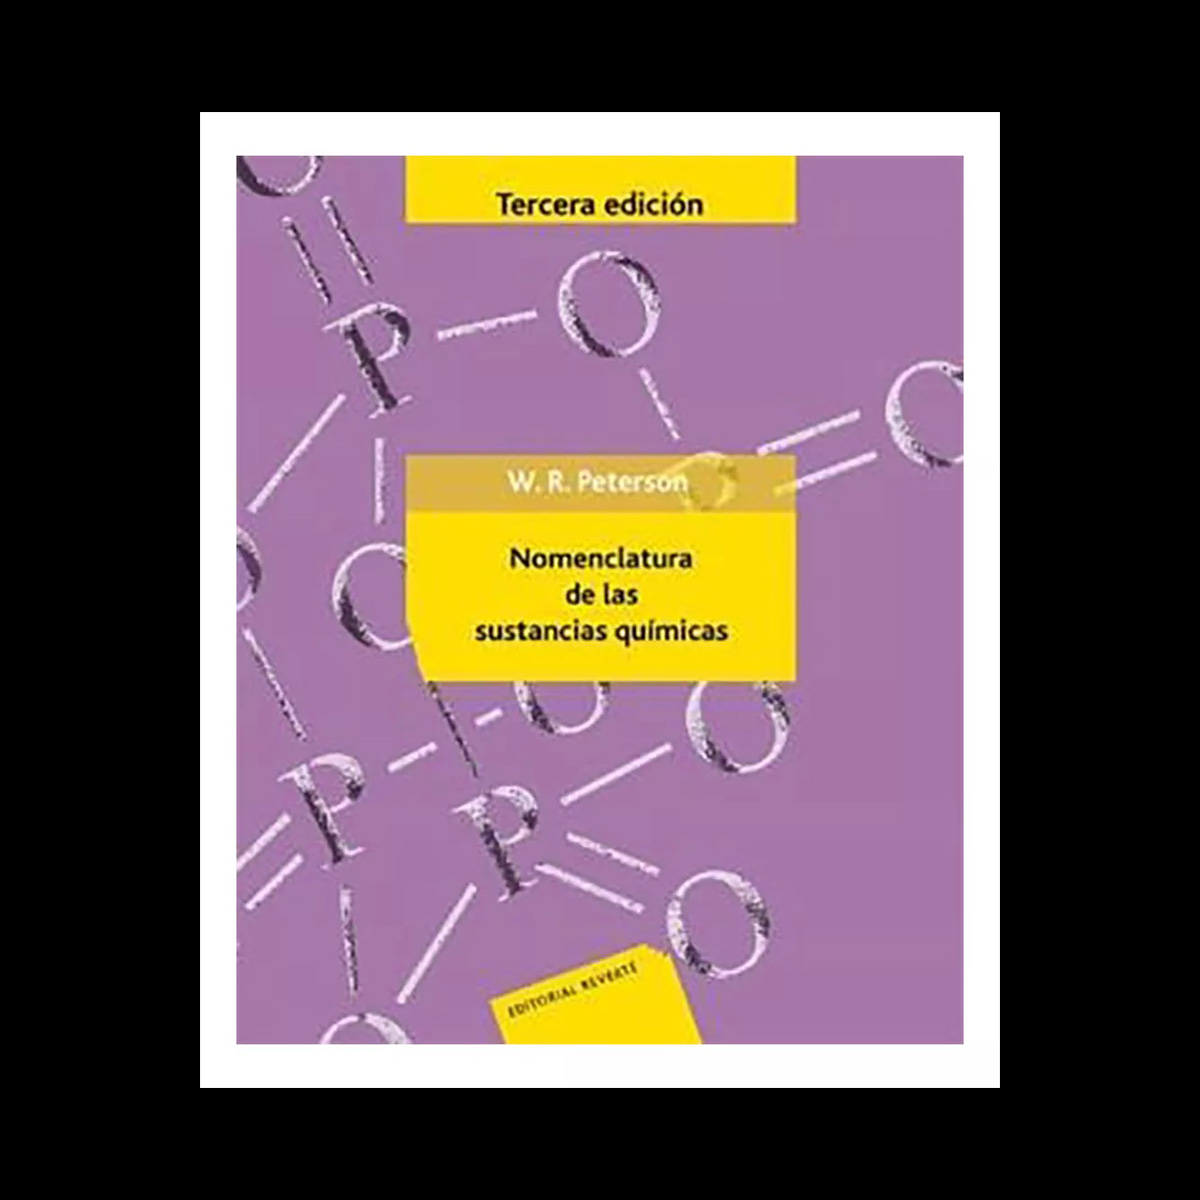 Tercera edición
W. R. Peterson
Nomenclatura
de las
sustancias químicas
O
P
O
O
O
O
O
P
P
O
O
O
EDITORIAL REVERTÉ